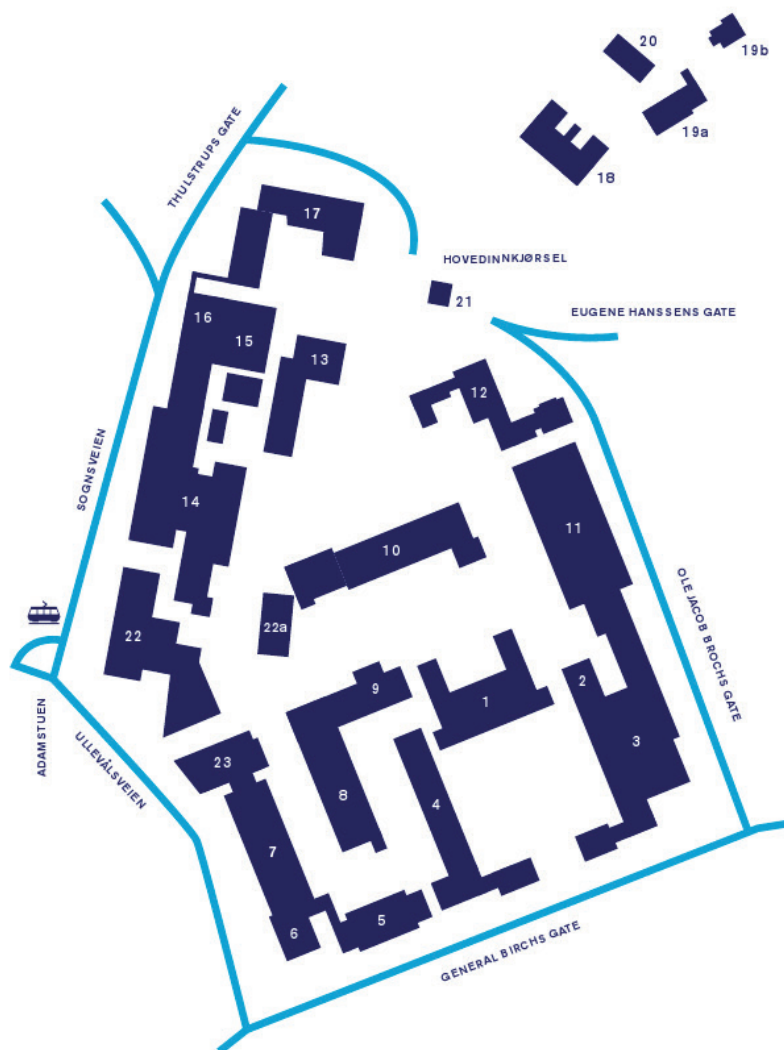 20
19b
19a
18
THULSTRUPS GATE
17
HOVEDINNKJØRSEL
21
EUGENE HANSSENS GATE
16
15
13
12
SOGNSVEIEN
14
11
10
OLE JACOB BROCHS GATE
22
22a
ADAMSTUEN
ULLEVÅLSVEIEN
9
1
2
3
23
8
4
7
5
6
GENERAL BIRCHS GATE